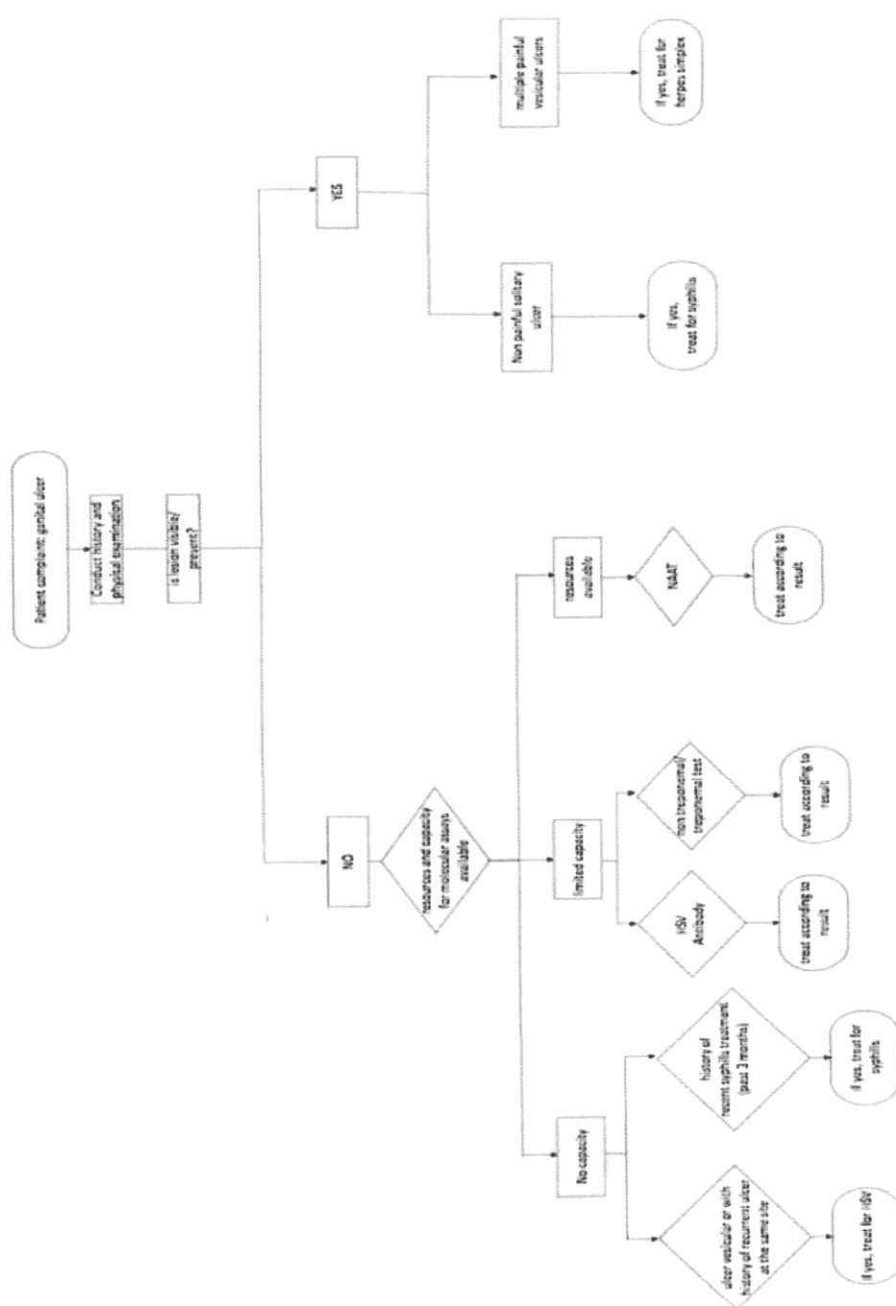 Patient complaint: genital ulcer
Conduct history and
physical examination
is lesion visible/
present?
NO
YES
resources and capacity
for molecular assays
available
Non painful solitary
ulcer
multiple painful
vesicular ulcers
if yes,
treat for syphilis
if yes, treat for
herpes simplex
No capacity
limited capacity
resources
available
ulcer vesicular or with
history of recurrent ulcer
at the same site
history of
recent syphilis treatment
(past 3 months)
HSV
Antibody
non treponemal/
treponemal test
NAAT
if yes, treat for HSV
if yes, treat for
syphilis
treat according to
result
treat according to
result
treat according to
result